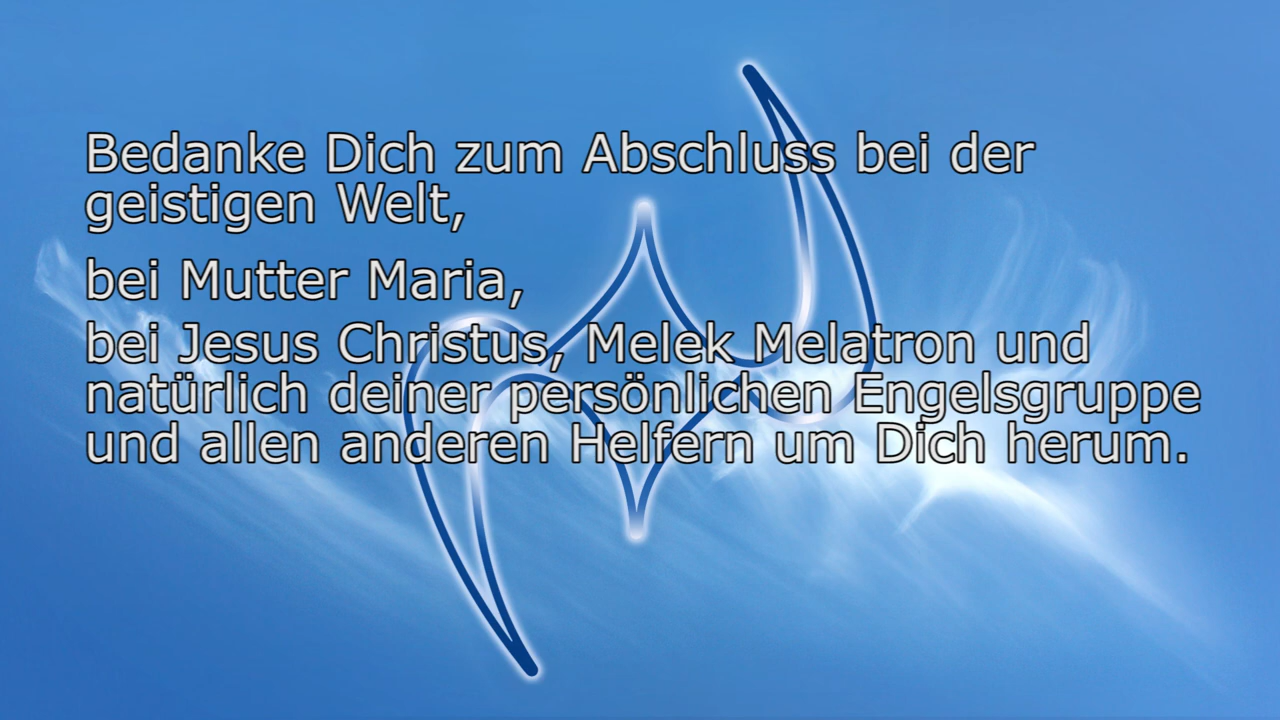 Bedanke Dich zum Abschluss bei der
geistigen Welt,
bei Mutter Maria,
bei Jesus Christus, Melek Melatron und
natürlich deiner persönlichen Engelsgruppe
und allen anderen Helfern um Dich herum.